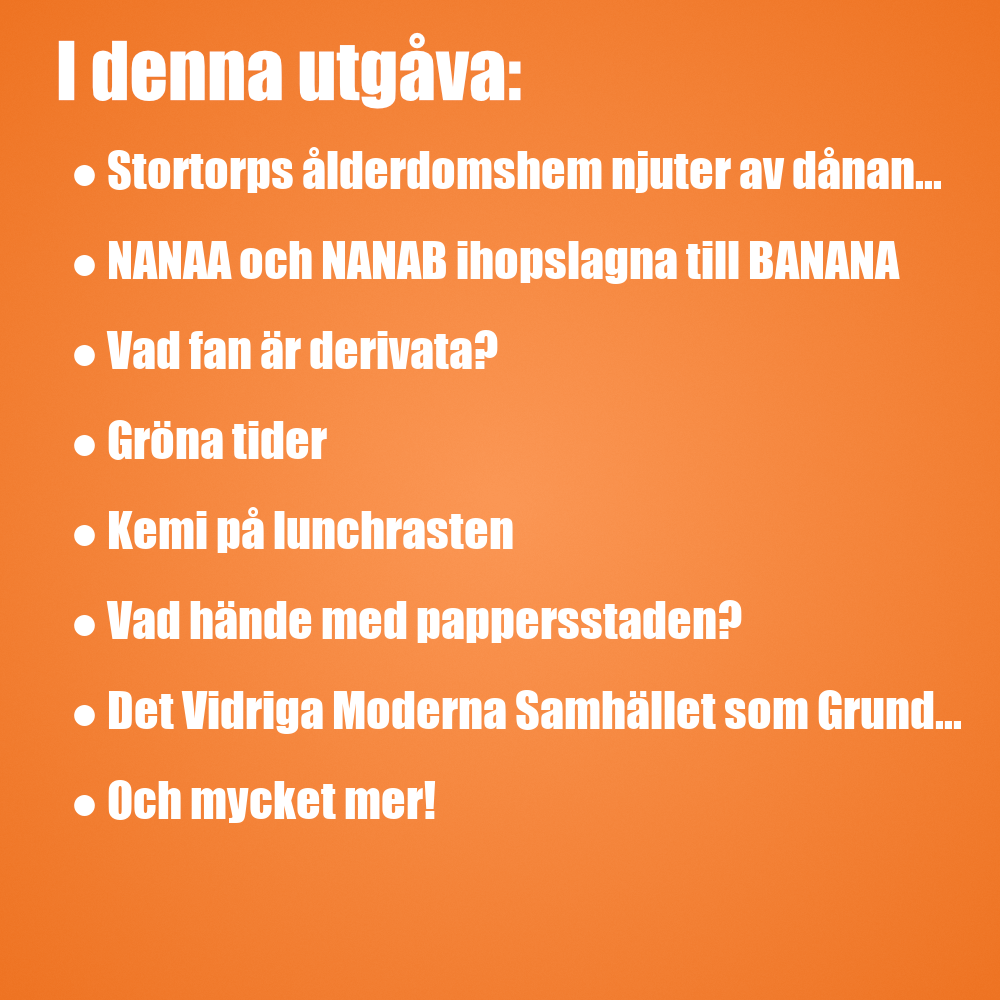 I denna utgåva:
• Stortorps ålderdomshem njuter av dånan...
• NANAA och NANAB ihopslagna till BANANA
• Vad fan är derivata?
• Gröna tider
• Kemi på lunchrasten
• Vad hände med pappersstaden?
• Det Vidriga Moderna Samhället som Grund...
• Och mycket mer!